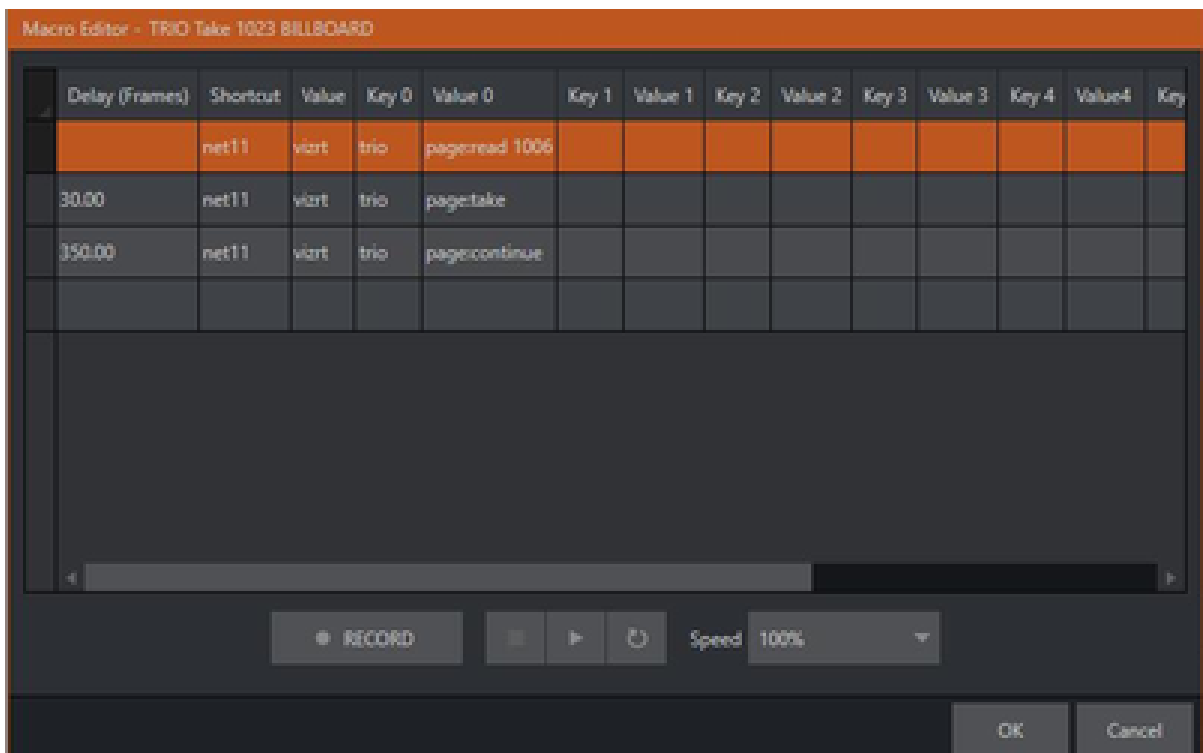 Macro Editor - TRIO Take 1023 BILLBOARD
Delay (Frames) Shortcut Value Key 0 Value 0 Key 1 Value 1 Key 2 Value 2 Key 3 Value 3 Key 4 Value4 Key
net11 vizrt trio page:read 1006
30.00 net11 vizrt trio page:take
350.00 net11 vizrt trio page:continue
RECORD Speed 100%
OK Cancel